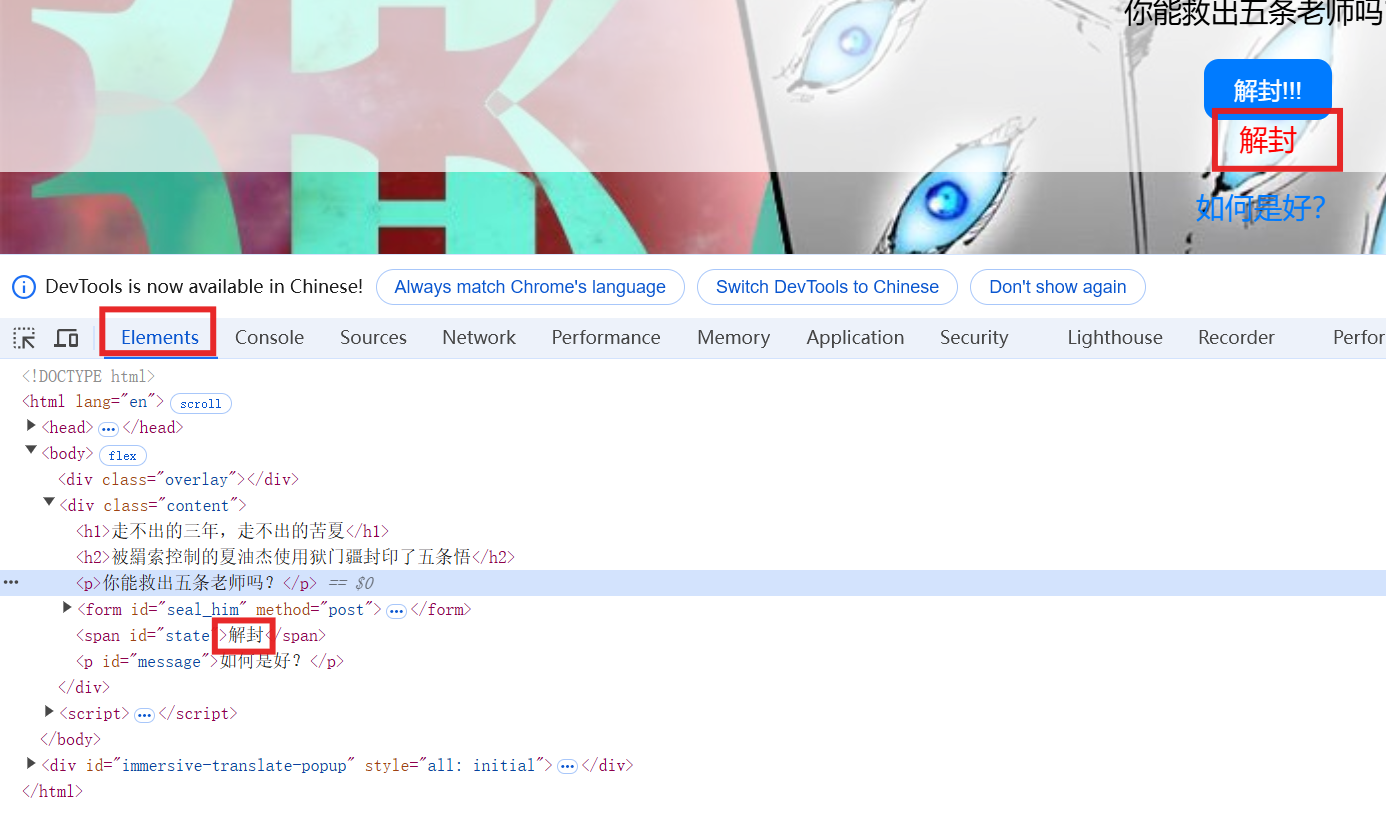 你能救出五条老师吗
解封!!!
解封
如何是好?
DevTools is now available in Chinese! Always match Chrome's language Switch DevTools to Chinese Don't show again
Elements Console Sources Network Performance Memory Application Security Lighthouse Recorder Perfor
<!DOCTYPE html>
<html lang="en"> scroll
<head> ••• </head>
<body> flex
<div class="overlay"></div>
<div class="content">
<h1>走不出的三年，走不出的苦夏</h1>
<h2>被羂索控制的夏油杰使用狱门疆封印了五条悟</h2>
••• <p>你能救出五条老师吗？</p> == $0
<form id="seal_him" method="post"> ••• </form>
<span id="state">解封</span>
<p id="message">如何是好？</p>
</div>
<script> ••• </script>
</body>
<div id="immersive-translate-popup" style="all: initial"> ••• </div>
</html>